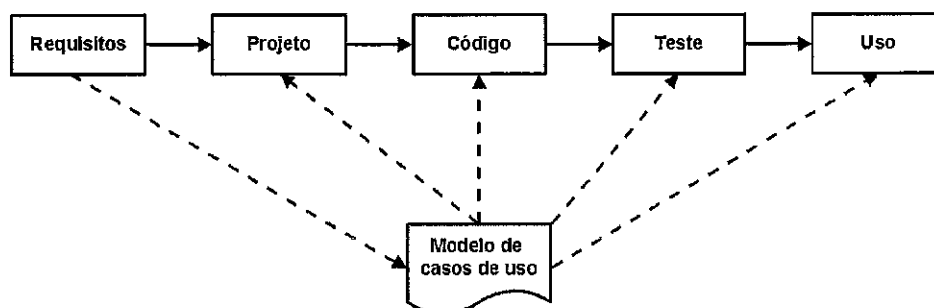 Requisitos
Projeto
Código
Teste
Uso
Modelo de
casos de uso